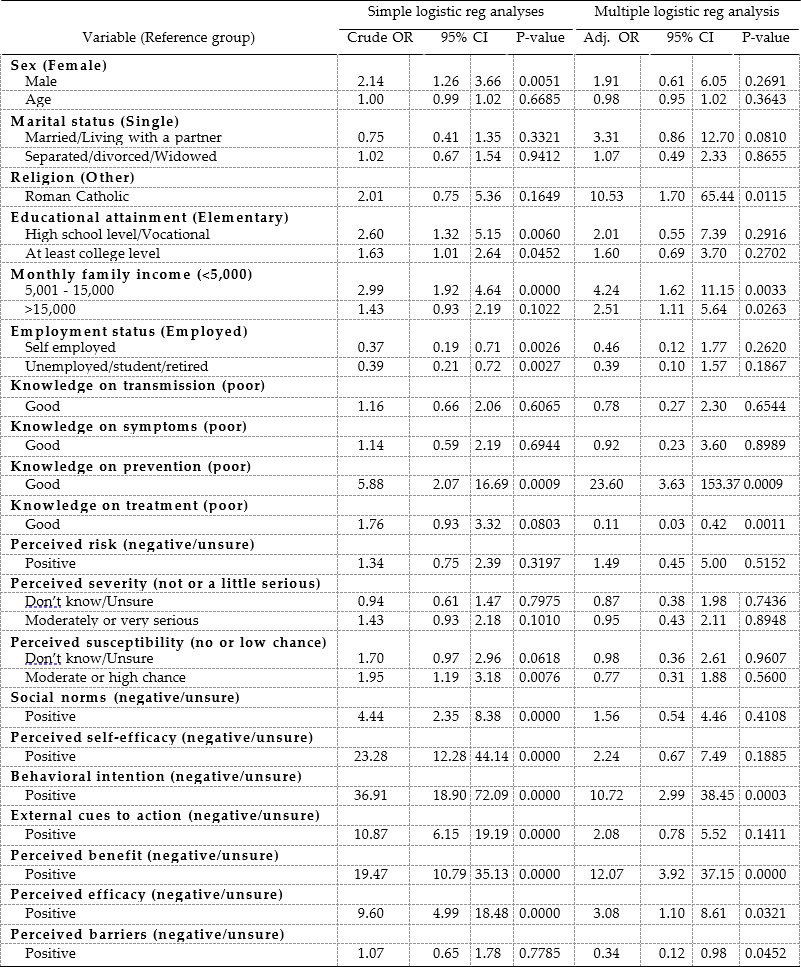 Simple logistic reg analyses Multiple logistic reg analysis
Variable (Reference group) Crude OR 95% CI P-value Adj. OR 95% CI P-value
Sex (Female)
Male 2.14 1.26 3.66 0.0051 1.91 0.61 6.05 0.2691
Age 1.00 0.99 1.02 0.6685 0.98 0.95 1.02 0.3643
Marital status (Single)
Married/Living with a partner 0.75 0.41 1.35 0.3321 3.31 0.86 12.70 0.0810
Separated/divorced/Widowed 1.02 0.67 1.54 0.9412 1.07 0.49 2.33 0.8655
Religion (Other)
Roman Catholic 2.01 0.75 5.36 0.1649 10.53 1.70 65.44 0.0115
Educational attainment (Elementary)
High school level/Vocational 2.60 1.32 5.15 0.0060 2.01 0.55 7.39 0.2916
At least college level 1.63 1.01 2.64 0.0452 1.60 0.69 3.70 0.2702
Monthly family income (<5,000)
5,001 - 15,000 2.99 1.92 4.64 0.0000 4.24 1.62 11.15 0.0033
>15,000 1.43 0.93 2.19 0.1022 2.51 1.11 5.64 0.0263
Employment status (Employed)
Self employed 0.37 0.19 0.71 0.0026 0.46 0.12 1.77 0.2620
Unemployed/student/retired 0.39 0.21 0.72 0.0027 0.39 0.10 1.57 0.1867
Knowledge on transmission (poor)
Good 1.16 0.66 2.06 0.6065 0.78 0.27 2.30 0.6544
Knowledge on symptoms (poor)
Good 1.14 0.59 2.19 0.6944 0.92 0.23 3.60 0.8989
Knowledge on prevention (poor)
Good 5.88 2.07 16.69 0.0009 23.60 3.63 153.37 0.0009
Knowledge on treatment (poor)
Good 1.76 0.93 3.32 0.0803 0.11 0.03 0.42 0.0011
Perceived risk (negative/unsure)
Positive 1.34 0.75 2.39 0.3197 1.49 0.45 5.00 0.5152
Perceived severity (not or a little serious)
Don't know/Unsure 0.94 0.61 1.47 0.7975 0.87 0.38 1.98 0.7436
Moderately or very serious 1.43 0.93 2.18 0.1010 0.95 0.43 2.11 0.8948
Perceived susceptibility (no or low chance)
Don't know/Unsure 1.70 0.97 2.96 0.0618 0.98 0.36 2.61 0.9607
Moderate or high chance 1.95 1.19 3.18 0.0076 0.77 0.31 1.88 0.5600
Social norms (negative/unsure)
Positive 4.44 2.35 8.38 0.0000 1.56 0.54 4.46 0.4108
Perceived self-efficacy (negative/unsure)
Positive 23.28 12.28 44.14 0.0000 2.24 0.67 7.49 0.1885
Behavioral intention (negative/unsure)
Positive 36.91 18.90 72.09 0.0000 10.72 2.99 38.45 0.0003
External cues to action (negative/unsure)
Positive 10.87 6.15 19.19 0.0000 2.08 0.78 5.52 0.1411
Perceived benefit (negative/unsure)
Positive 19.47 10.79 35.13 0.0000 12.07 3.92 37.15 0.0000
Perceived efficacy (negative/unsure)
Positive 9.60 4.99 18.48 0.0000 3.08 1.10 8.61 0.0321
Perceived barriers (negative/unsure)
Positive 1.07 0.65 1.78 0.7785 0.34 0.12 0.98 0.0452